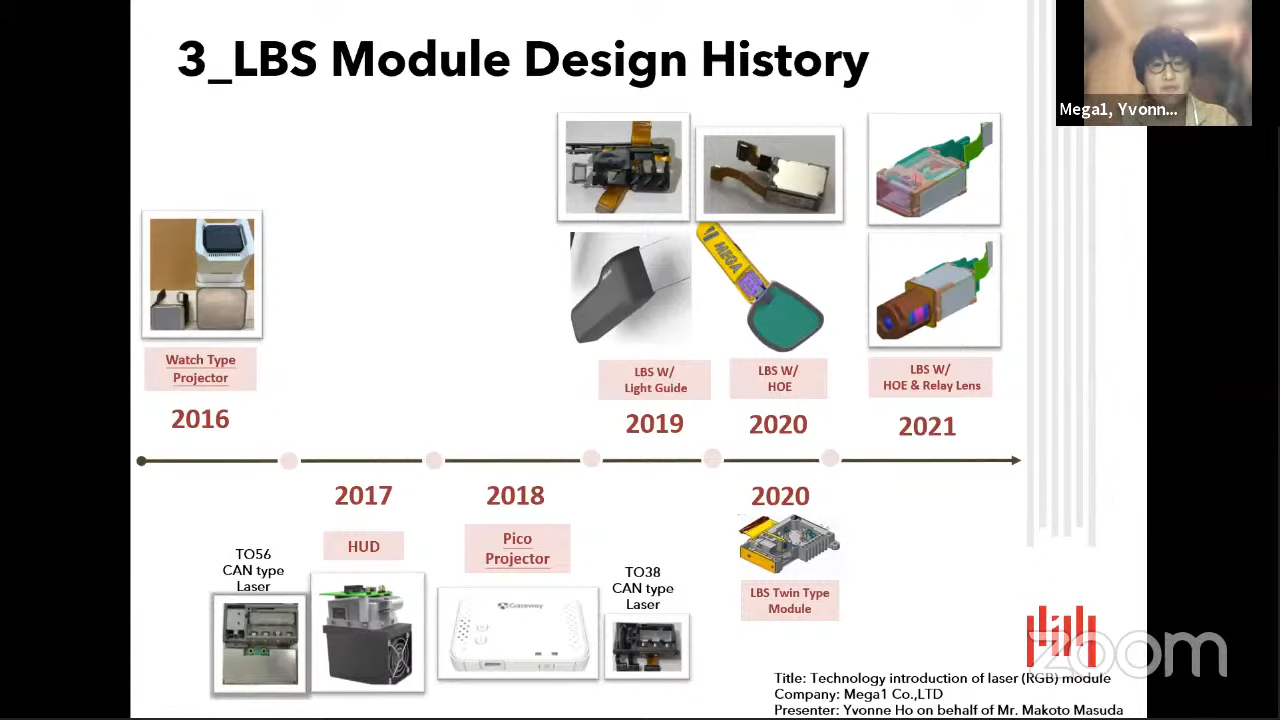 3_LBS Module Design History
Mega1, Yvonn...
MEGA
Watch Type
Projector
2016
LBS W/
Light Guide
2019
LBS W/
HOE
2020
LBS W/
HOE & Relay Lens
2021
2017
HUD
2018
Pico
Projector
2020
TO56
CAN type
Laser
Gateway
TO38
CAN type
Laser
LBS Twin Type
Module
zoom
Title: Technology introduction of laser (RGB) module
Company: Mega1 Co.,LTD
Presenter: Yvonne Ho on behalf of Mr. Makoto Masuda